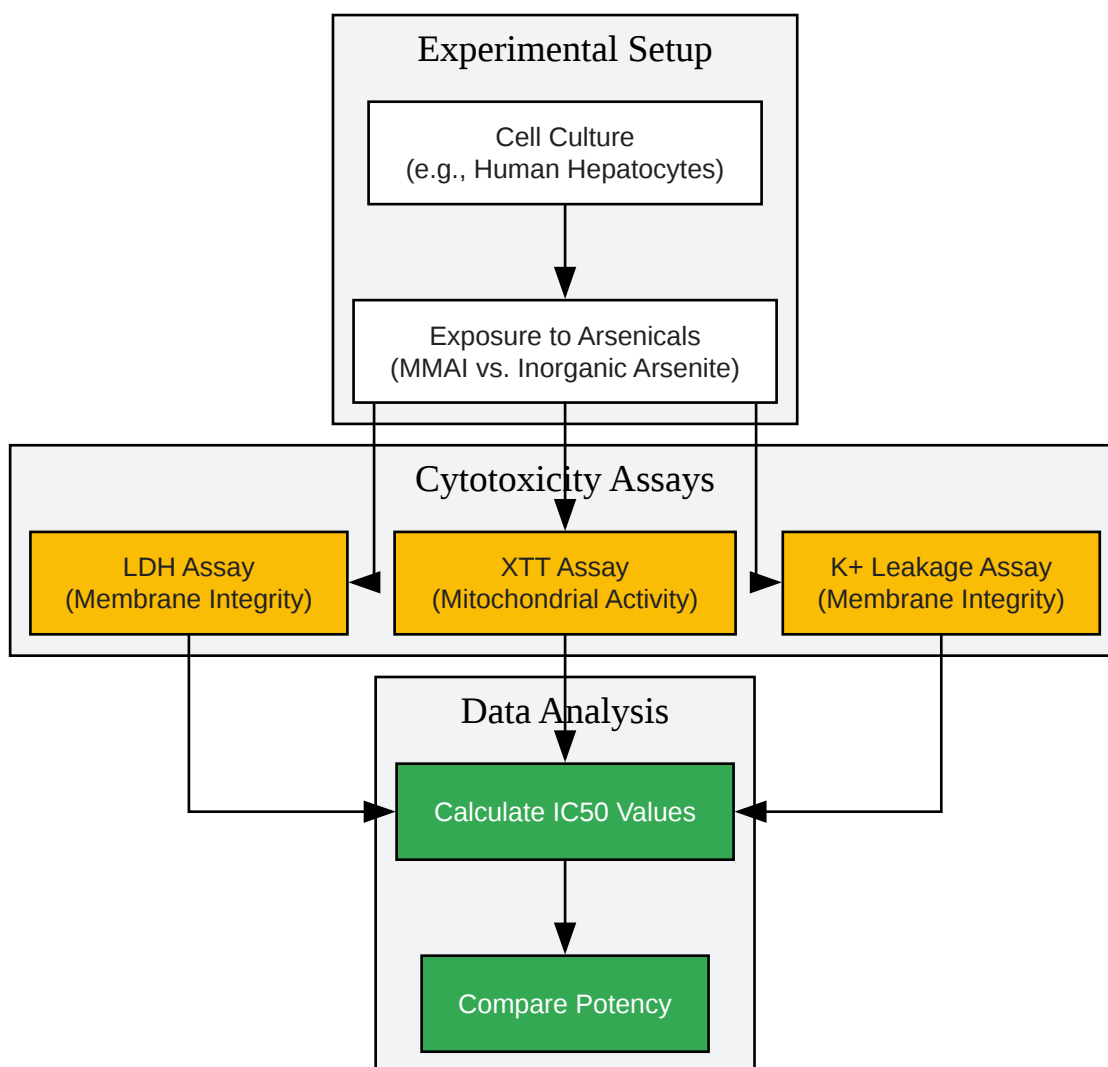 Experimental Setup
Cell Culture
(e.g., Human Hepatocytes)
Exposure to Arsenicals
(MMAI vs. Inorganic Arsenite)
Cytotoxicity Assays
LDH Assay
(Membrane Integrity)
XTT Assay
(Mitochondrial Activity)
K+ Leakage Assay
(Membrane Integrity)
Data Analysis
Calculate IC50 Values
Compare Potency